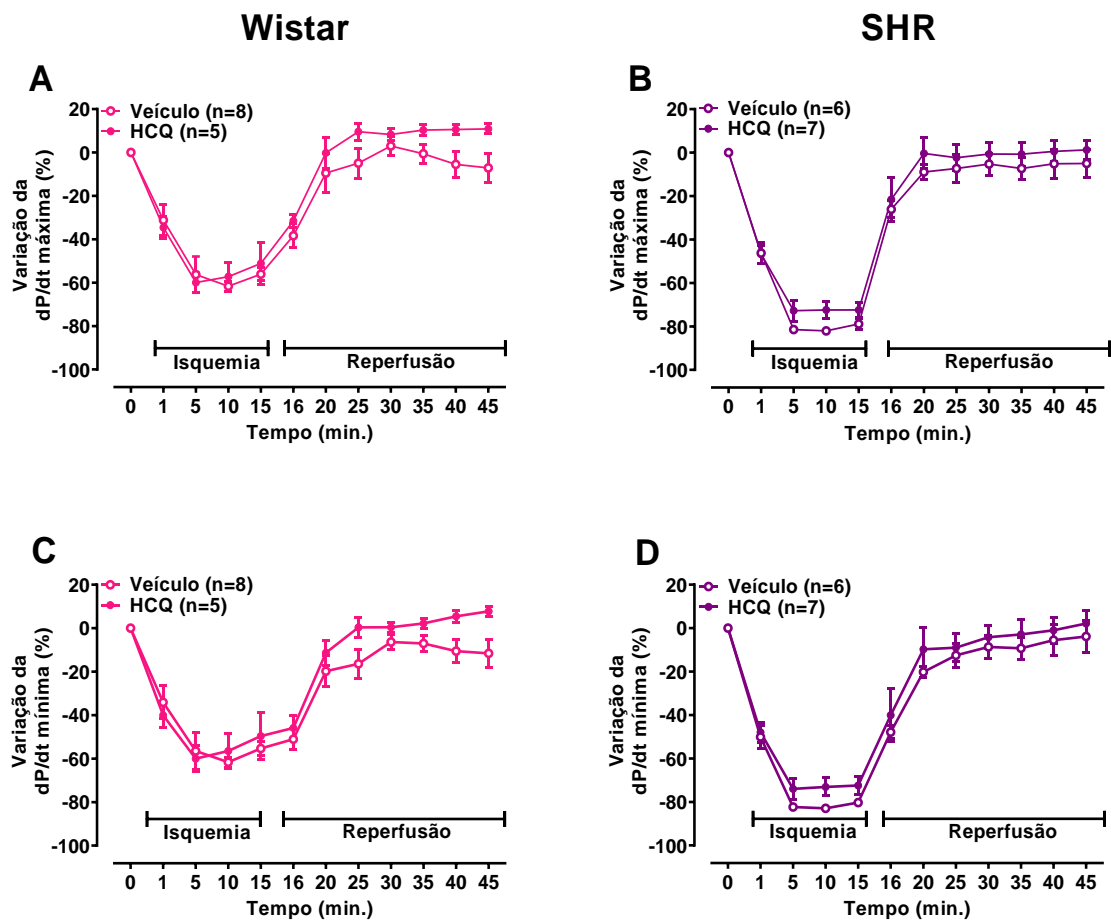 Wistar
SHR
A
Veículo (n=8)
HCQ (n=5)
Variação da
dP/dt máxima (%)
20
0
-20
-40
-60
-80
-100
Isquemia
Reperfusão
0 1 5 10 15 16 20 25 30 35 40 45
Tempo (min.)
B
Veículo (n=6)
HCQ (n=7)
Variação da
dP/dt máxima (%)
20
0
-20
-40
-60
-80
-100
Isquemia
Reperfusão
0 1 5 10 15 16 20 25 30 35 40 45
Tempo (min.)
C
Veículo (n=8)
HCQ (n=5)
Variação da
dP/dt mínima (%)
20
0
-20
-40
-60
-80
-100
Isquemia
Reperfusão
0 1 5 10 15 16 20 25 30 35 40 45
Tempo (min.)
D
Veículo (n=6)
HCQ (n=7)
Variação da
dP/dt mínima (%)
20
0
-20
-40
-60
-80
-100
Isquemia
Reperfusão
0 1 5 10 15 16 20 25 30 35 40 45
Tempo (min.)